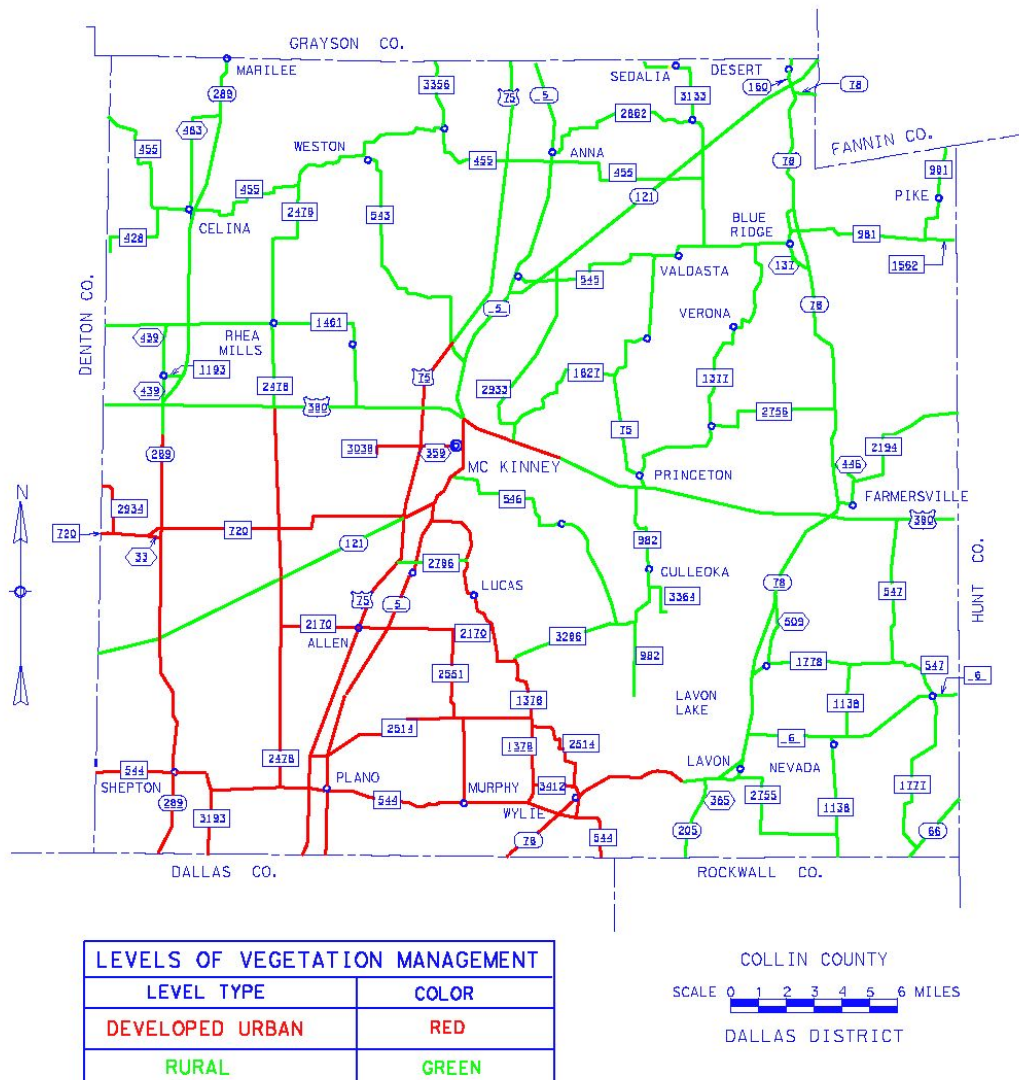 GRAYSON CO.
MARILEE
SEDALIA
DESERT
289
3356
75
5
3133
160
78
463
2862
455
WESTON
455
ANNA
FANNIN CO.
455
455
78
981
2478
543
121
PIKE
CELINA
BLUE RIDGE
981
428
545
VALDASTA
137
1562
DENTON CO.
5
78
439
RHEA MILLS
1461
VERONA
1193
75
1827
1377
439
2478
2933
380
75
2756
289
3038
359
2194
MC KINNEY
446
PRINCETON
N
2934
546
FARMERSVILLE
720
33
720
121
982
380
2786
CULLEOKA
HUNT CO.
LUCAS
78
547
75
5
3364
2170
ALLEN
2170
3286
509
982
1778
547
6
2551
LAVON LAKE
1138
1378
2514
1378
2514
6
2478
LAVON
NEVADA
544
SHEPTON
PLANO
544
MURPHY
3412
WYLIE
365
2755
1777
289
3193
1138
78
544
205
66
DALLAS CO.
ROCKWALL CO.
LEVELS OF VEGETATION MANAGEMENT
LEVEL TYPE COLOR
DEVELOPED URBAN RED
RURAL GREEN
COLLIN COUNTY
SCALE 0 1 2 3 4 5 6 MILES
DALLAS DISTRICT